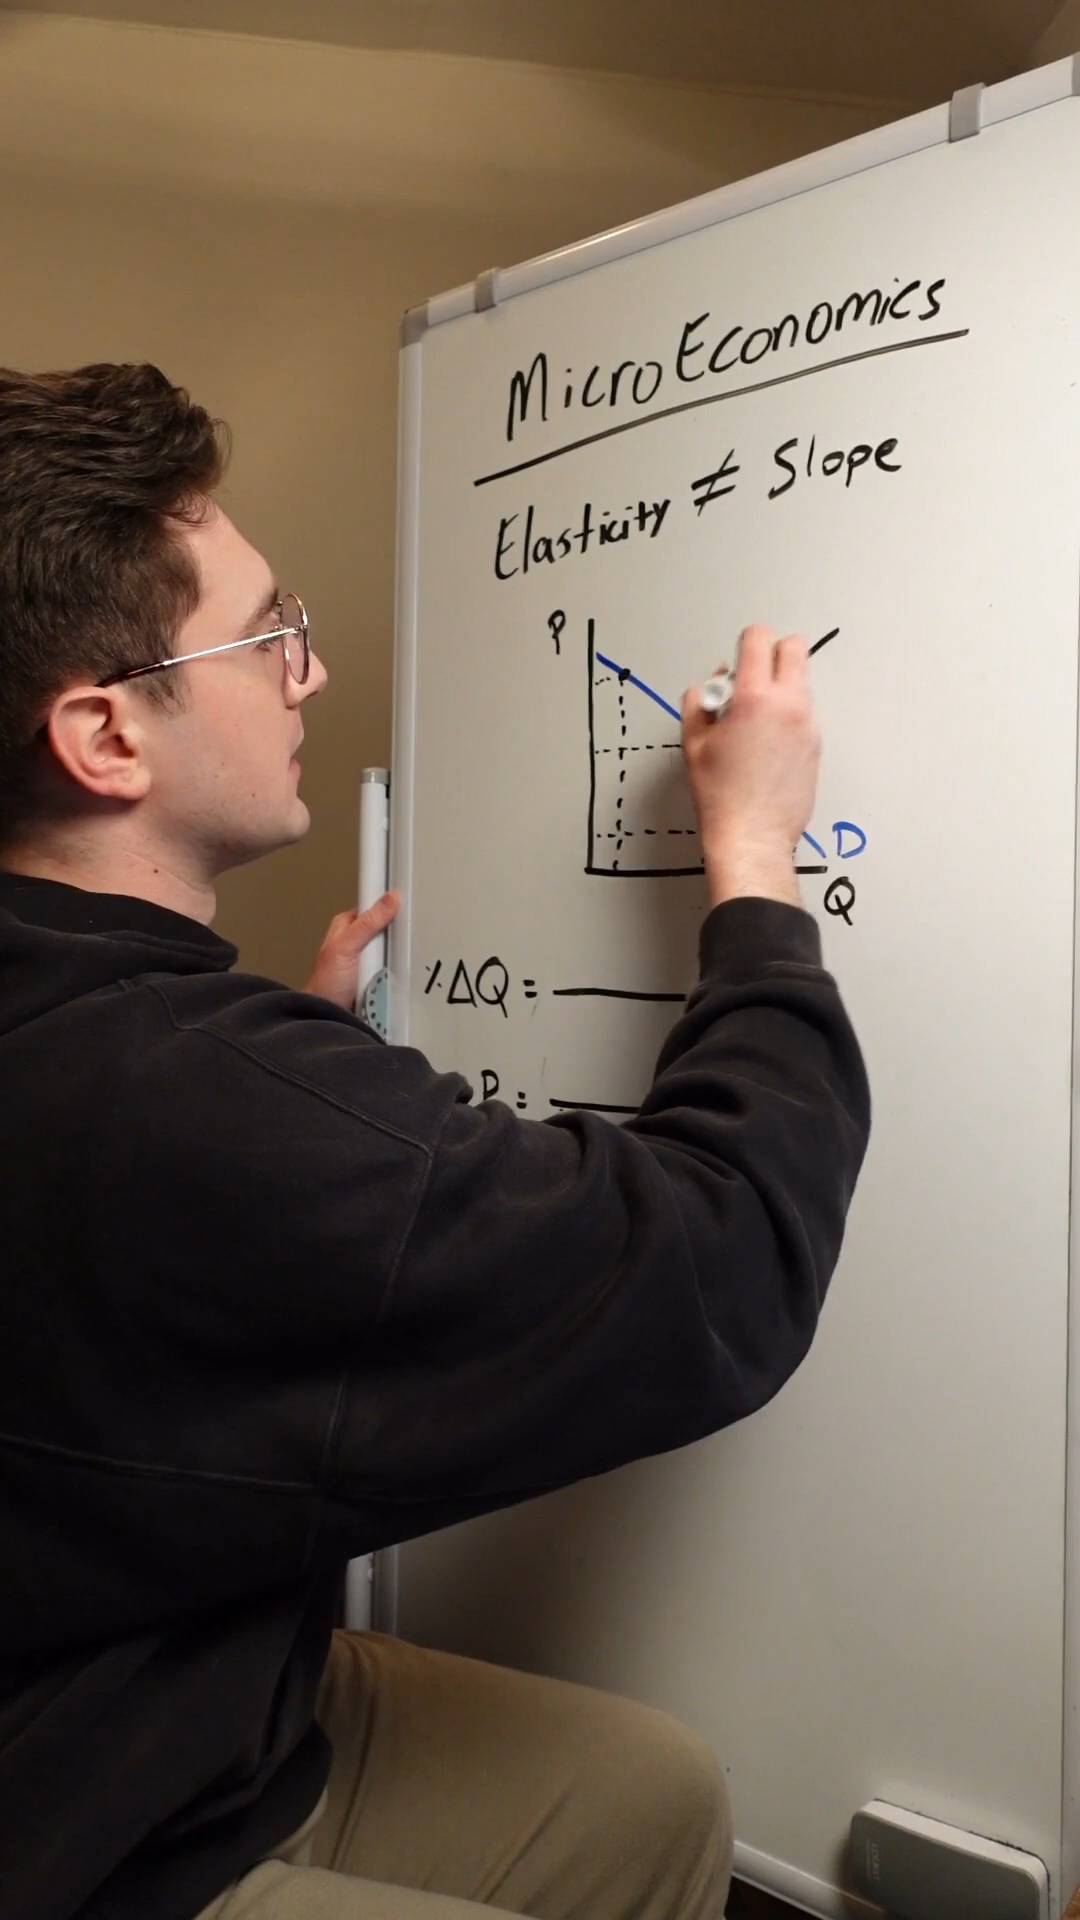 MicroEconomics
Elasticity ≠ Slope
P
D
Q
%ΔQ =
P =